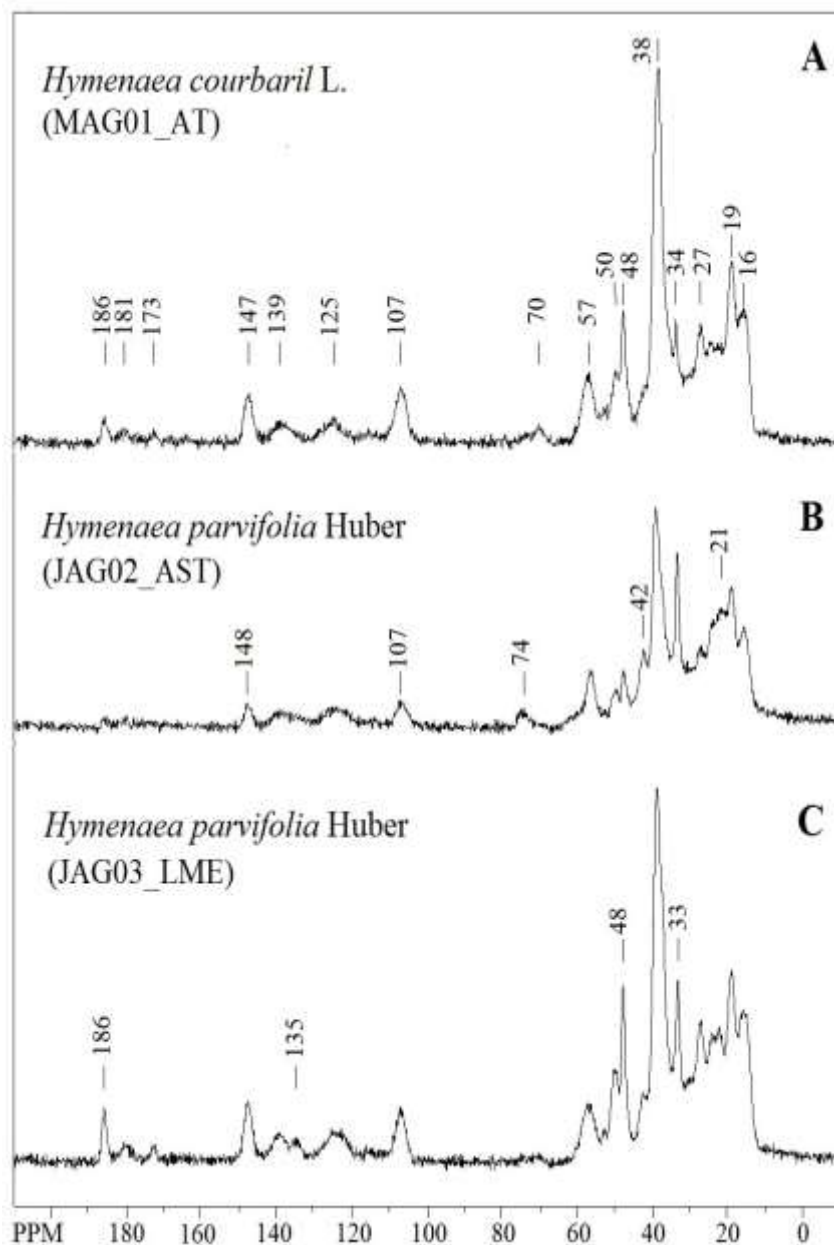 A
Hymenaea courbaril L.
(MAG01_AT)
186
181
173
147
139
125
107
70
57
50
48
38
34
27
19
16
B
Hymenaea parvifolia Huber
(JAG02_AST)
148
107
74
42
21
C
Hymenaea parvifolia Huber
(JAG03_LME)
186
135
48
33
PPM 180 160 140 120 100 80 60 40 20 0